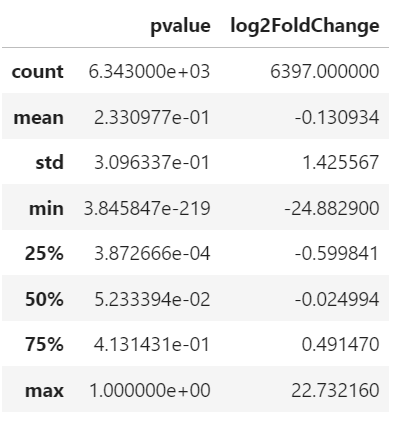 pvalue log2FoldChange
count 6.343000e+03 6397.000000
mean 2.330977e-01 -0.130934
std 3.096337e-01 1.425567
min 3.845847e-219 -24.882900
25% 3.872666e-04 -0.599841
50% 5.233394e-02 -0.024994
75% 4.131431e-01 0.491470
max 1.000000e+00 22.732160